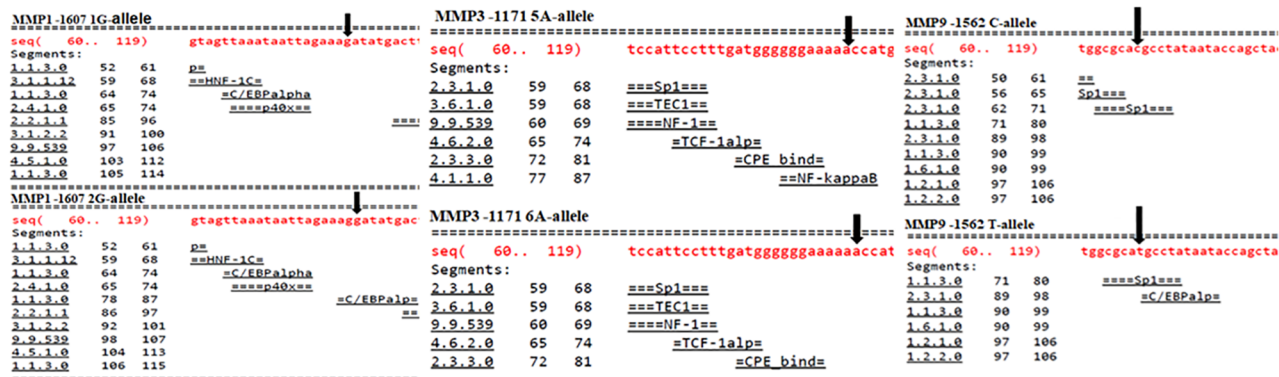 MMP1 -1607 1G-allele
seq( 60.. 119) gtagttaaataattagaaagatatgactt
Segments:
1.1.3.0 52 61 p=
3.1.1.12 59 68 ==HNF-1C=
1.1.3.0 64 74 =C/EBPalpha
2.4.1.0 65 74 ====p40x==
2.2.1.1 85 96 ====
3.1.2.2 91 100
9.9.539 97 106
4.5.1.0 103 112
1.1.3.0 105 114
MMP1 -1607 2G-allele
seq( 60.. 119) gtagttaaataattagaaaggatatgact
Segments:
1.1.3.0 52 61 p=
3.1.1.12 59 68 ==HNF-1C=
1.1.3.0 64 74 =C/EBPalpha
2.4.1.0 65 74 ====p40x==
1.1.3.0 78 87 =C/EBPalp=
2.2.1.1 86 97 ==
3.1.2.2 92 101
9.9.539 98 107
4.5.1.0 104 113
1.1.3.0 106 115
MMP3 -1171 5A-allele
seq( 60.. 119) tccattcctttgatggggggaaaaaccatg
Segments:
2.3.1.0 59 68 ===Sp1===
3.6.1.0 59 68 ===TEC1==
9.9.539 60 69 ====NF-1==
4.6.2.0 65 74 =TCF-1alp=
2.3.3.0 72 81 =CPE_bind=
4.1.1.0 77 87 ==NF-kappaB
MMP3 -1171 6A-allele
seq( 60.. 119) tccattcctttgatggggggaaaaaaccat
Segments:
2.3.1.0 59 68 ===Sp1===
3.6.1.0 59 68 ===TEC1==
9.9.539 60 69 ====NF-1==
4.6.2.0 65 74 =TCF-1alp=
2.3.3.0 72 81 =CPE_bind=
MMP9 -1562 C-allele
seq( 60.. 119) tggcgcacgcctataataccagcta
Segments:
2.3.1.0 50 61 ==
2.3.1.0 56 65 Sp1===
2.3.1.0 62 71 ====Sp1===
1.1.3.0 71 80
2.3.1.0 89 98
1.1.3.0 90 99
1.6.1.0 90 99
1.2.1.0 97 106
1.2.2.0 97 106
MMP9 -1562 T-allele
seq( 60.. 119) tggcgcatgcctataataccagcta
Segments:
1.1.3.0 71 80 ====Sp1===
2.3.1.0 89 98 =C/EBPalp=
1.1.3.0 90 99
1.6.1.0 90 99
1.2.1.0 97 106
1.2.2.0 97 106